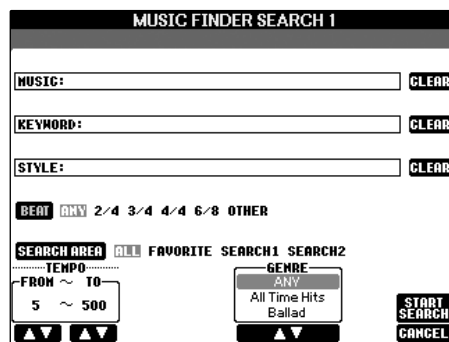 MUSIC FINDER SEARCH 1
MUSIC: CLEAR
KEYWORD: CLEAR
STYLE: CLEAR
BEAT ANY 2/4 3/4 4/4 6/8 OTHER
SEARCH AREA ALL FAVORITE SEARCH1 SEARCH2
TEMPO
FROM ~ TO
5 ~ 500
GENRE
ANY
All Time Hits
Ballad
START
SEARCH
CANCEL